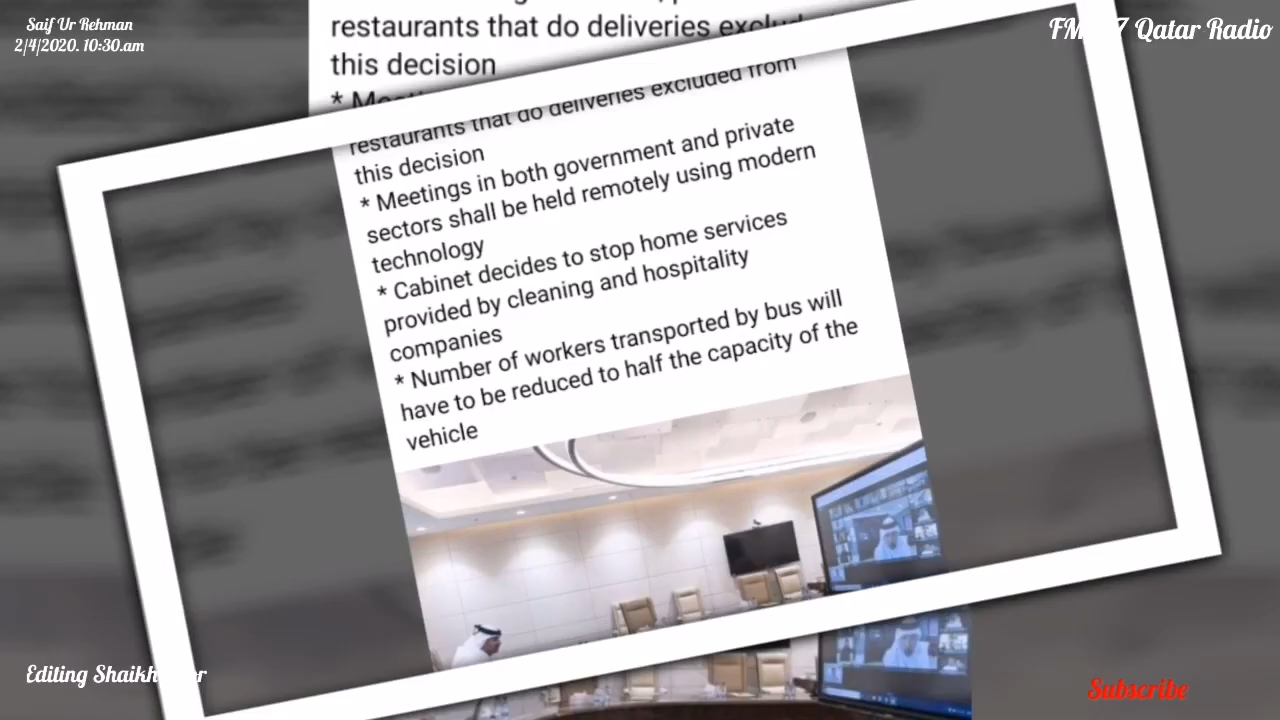 Saif Ur Rehman
2/4/2020. 10:30.am
Qatar Radio
restaurants that do deliveries
this decision
restaurants that do deliveries excluded from
this decision
* Meetings in both government and private
sectors shall be held remotely using modern
technology
* Cabinet decides to stop home services
provided by cleaning and hospitality
companies
* Number of workers transported by bus will
have to be reduced to half the capacity of the
vehicle
Editing
Subscribe